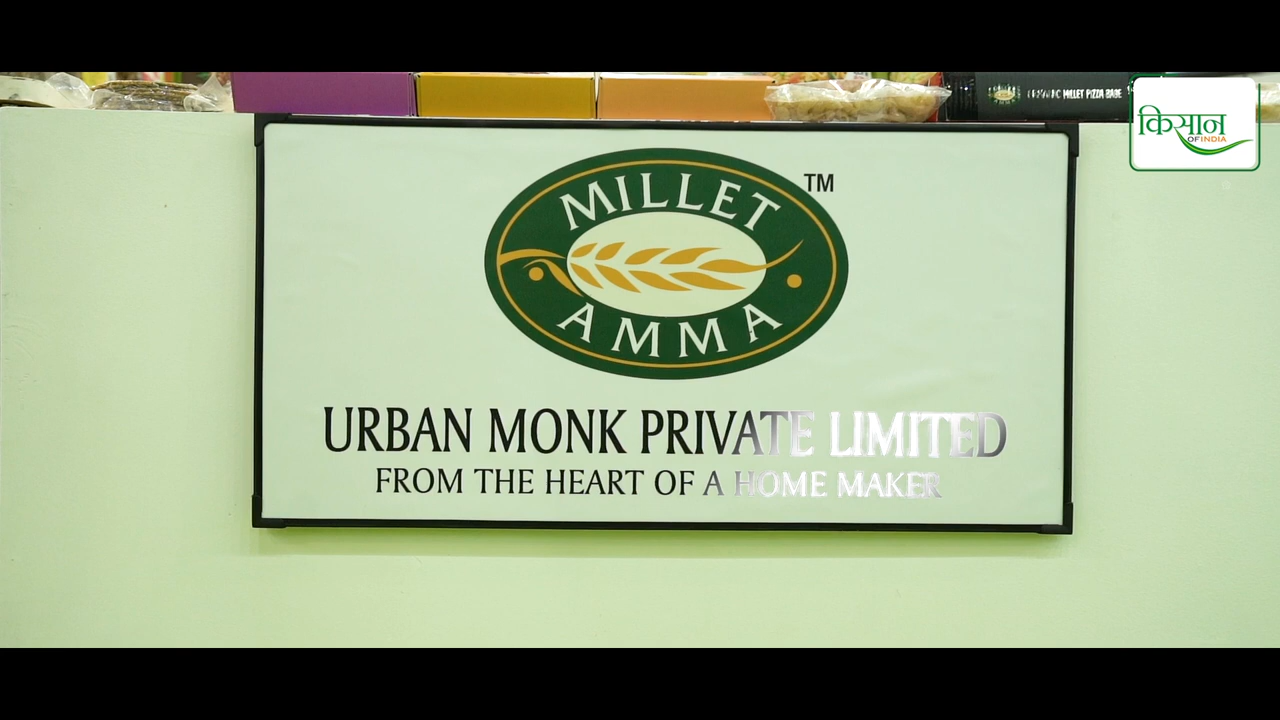 MILLET PIZZA BASE
किसान
OF INDIA
MILLET
TM
AMMA
URBAN MONK PRIVATE LIMITED
FROM THE HEART OF A HOME MAKER